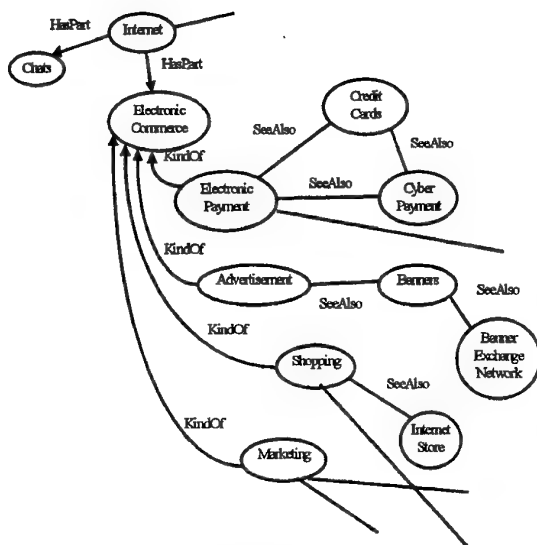 HasPart
Internet
Chats
HasPart
Electronic
Commerce
Credit
Cards
SeeAlso
SeeAlso
KindOf
Electronic
Payment
SeeAlso
Cyber
Payment
KindOf
Advertisement
SeeAlso
Banners
SeeAlso
Banner
Exchange
Network
KindOf
Shopping
SeeAlso
Internet
Store
KindOf
Marketing